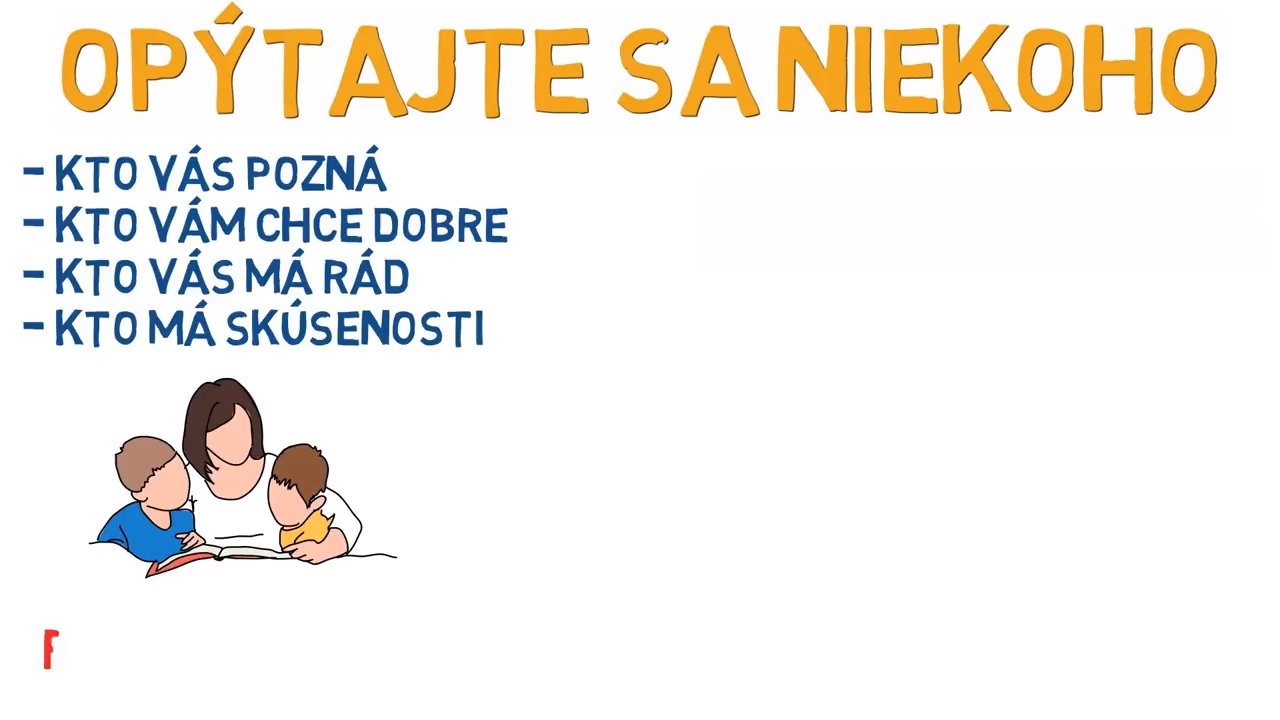 OPÝTAJTE SA NIEKOHO
- KTO VÁS POZNÁ
- KTO VÁM CHCE DOBRE
- KTO VÁS MÁ RÁD
- KTO MÁ SKÚSENOSTI